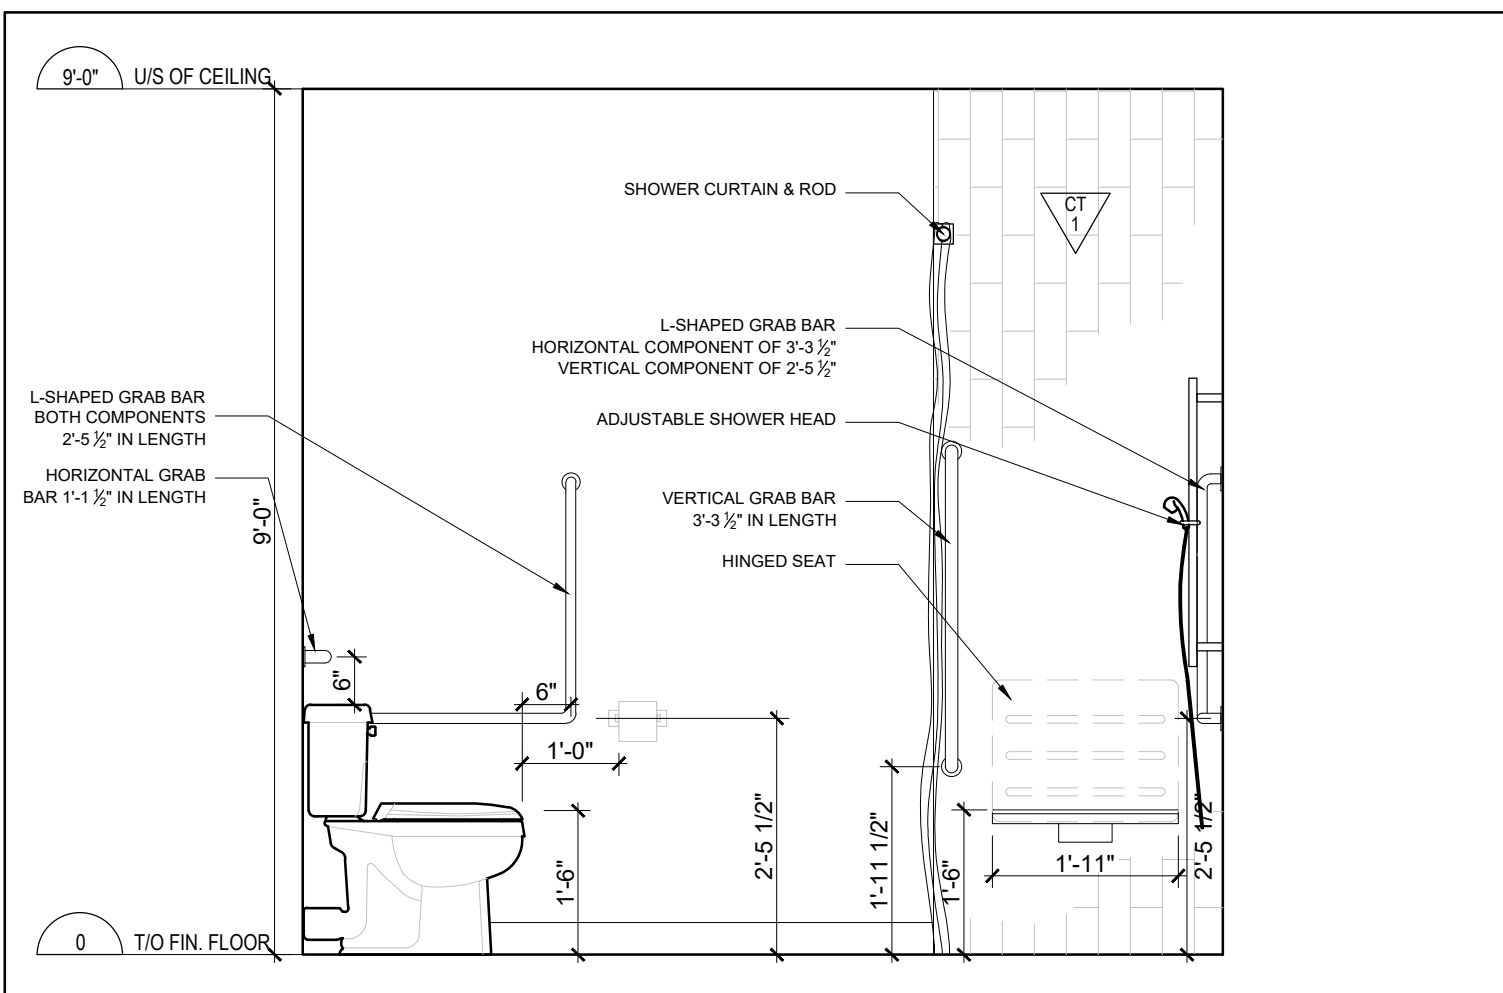 9'-0" U/S OF CEILING
SHOWER CURTAIN & ROD
CT
1
L-SHAPED GRAB BAR
HORIZONTAL COMPONENT OF 3'-3 ½"
VERTICAL COMPONENT OF 2'-5 ½"
L-SHAPED GRAB BAR
BOTH COMPONENTS
2'-5 ½" IN LENGTH
ADJUSTABLE SHOWER HEAD
HORIZONTAL GRAB
BAR 1'-1 ½" IN LENGTH
VERTICAL GRAB BAR
3'-3 ½" IN LENGTH
9'-0"
HINGED SEAT
6"
6"
1'-0"
1'-6"
2'-5 1/2"
1'-11 1/2"
1'-6"
1'-11"
2'-5 1/2"
0 T/O FIN. FLOOR